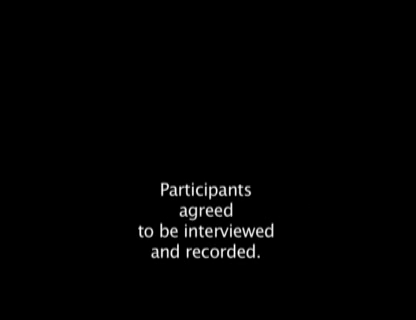 Participants
agreed
to be interviewed
and recorded.